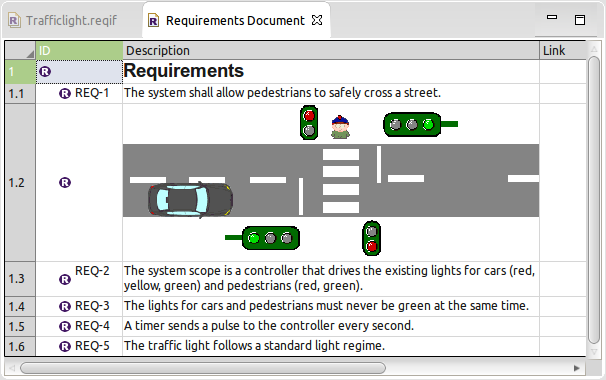 Trafficlight.reqif
Requirements Document
ID Description Link
1 R Requirements
1.1 R REQ-1 The system shall allow pedestrians to safely cross a street.
1.2 R
1.3 R REQ-2 The system scope is a controller that drives the existing lights for cars (red,
yellow, green) and pedestrians (red, green).
1.4 R REQ-3 The lights for cars and pedestrians must never be green at the same time.
1.5 R REQ-4 A timer sends a pulse to the controller every second.
1.6 R REQ-5 The traffic light follows a standard light regime.